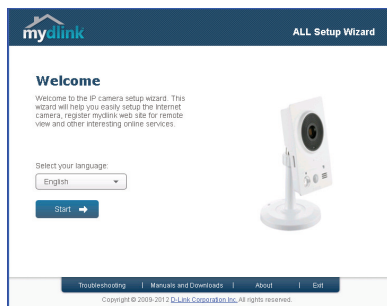 mydlink
ALL Setup Wizard
Welcome
Welcome to the IP camera setup wizard. This
wizard will help you easily setup the Internet
camera, register mydlink web site for remote
view and other interesting online services
Select your language:
English
Start
Troubleshooting | Manuals and Downloads | About | Exit
Copyright © 2009-2012 D-Link Corporation Inc. All rights reserved.